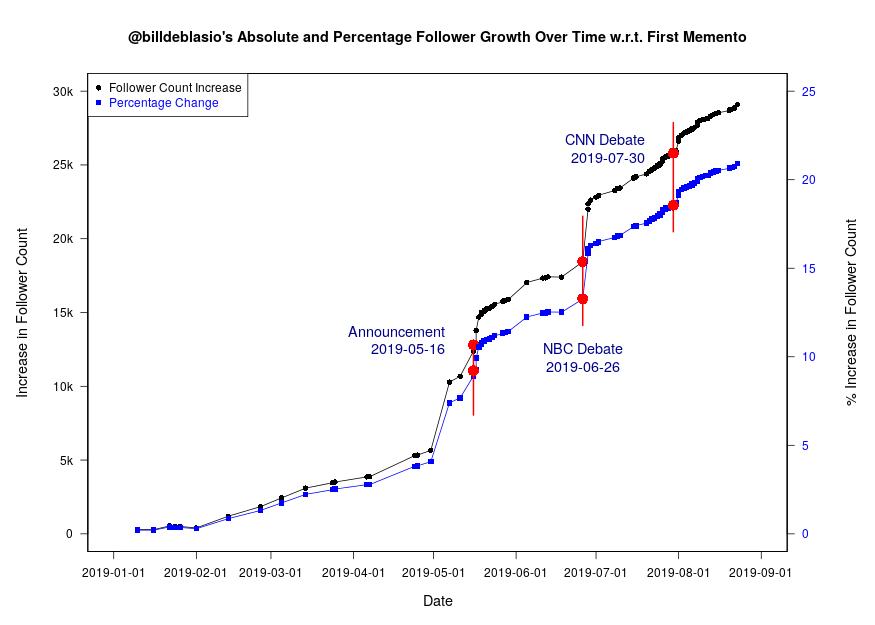 @billdeblasio's Absolute and Percentage Follower Growth Over Time w.r.t. First Memento
Follower Count Increase
Percentage Change
30k
25k
20k
15k
10k
5k
0
Increase in Follower Count
25
20
15
10
5
0
% Increase in Follower Count
CNN Debate
2019-07-30
Announcement
2019-05-16
NBC Debate
2019-06-26
2019-01-01 2019-02-01 2019-03-01 2019-04-01 2019-05-01 2019-06-01 2019-07-01 2019-08-01 2019-09-01
Date